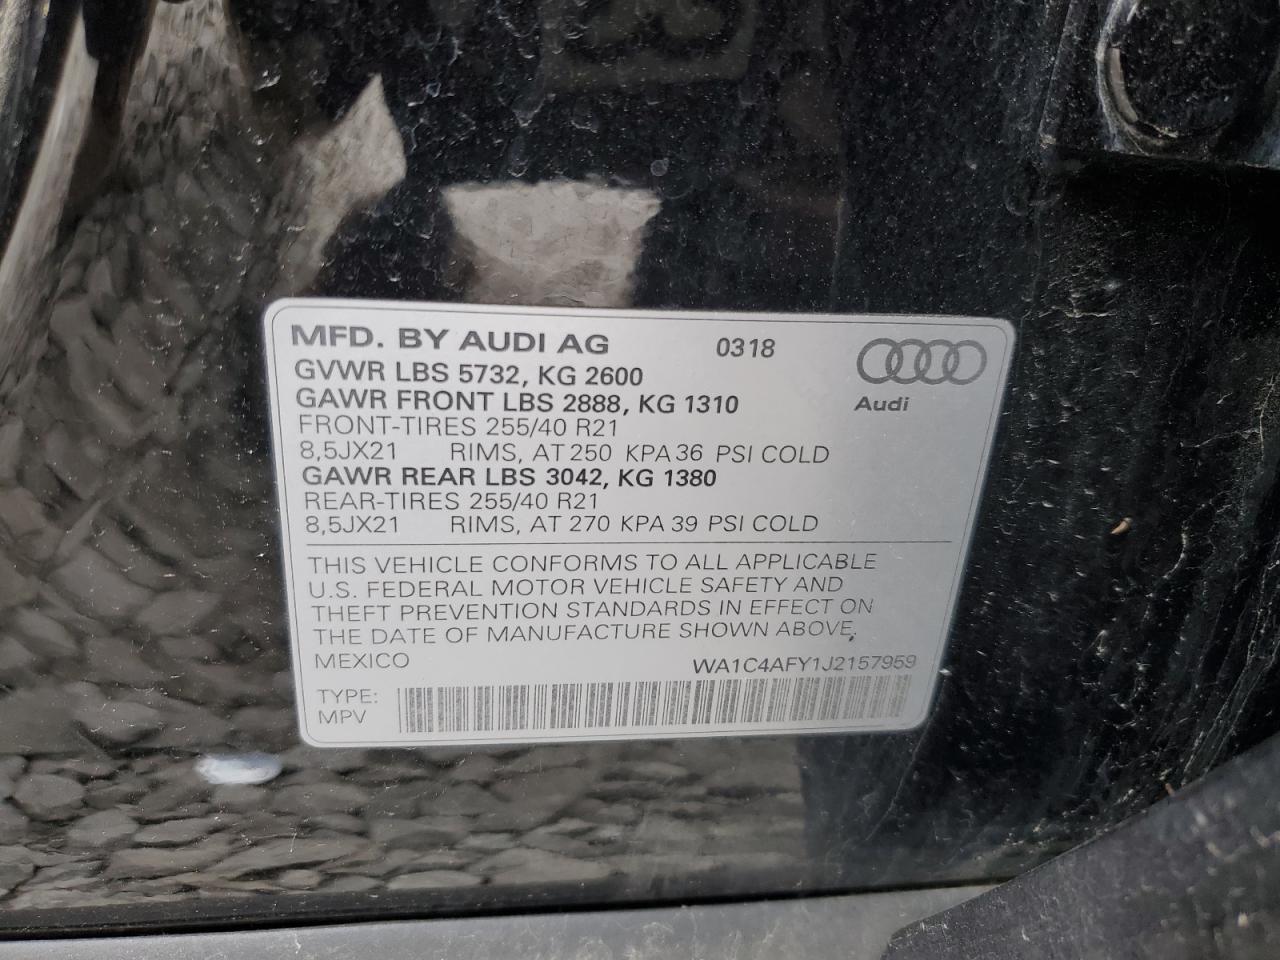 MFD. BY AUDI AG 0318
GVWR LBS 5732, KG 2600
GAWR FRONT LBS 2888, KG 1310
Audi
FRONT-TIRES 255/40 R21
8,5JX21 RIMS, AT 250 KPA 36 PSI COLD
GAWR REAR LBS 3042, KG 1380
REAR-TIRES 255/40 R21
8,5JX21 RIMS, AT 270 KPA 39 PSI COLD
THIS VEHICLE CONFORMS TO ALL APPLICABLE
U.S. FEDERAL MOTOR VEHICLE SAFETY AND
THEFT PREVENTION STANDARDS IN EFFECT ON
THE DATE OF MANUFACTURE SHOWN ABOVE.
MEXICO WA1C4AFY1J2157959
TYPE:
MPV